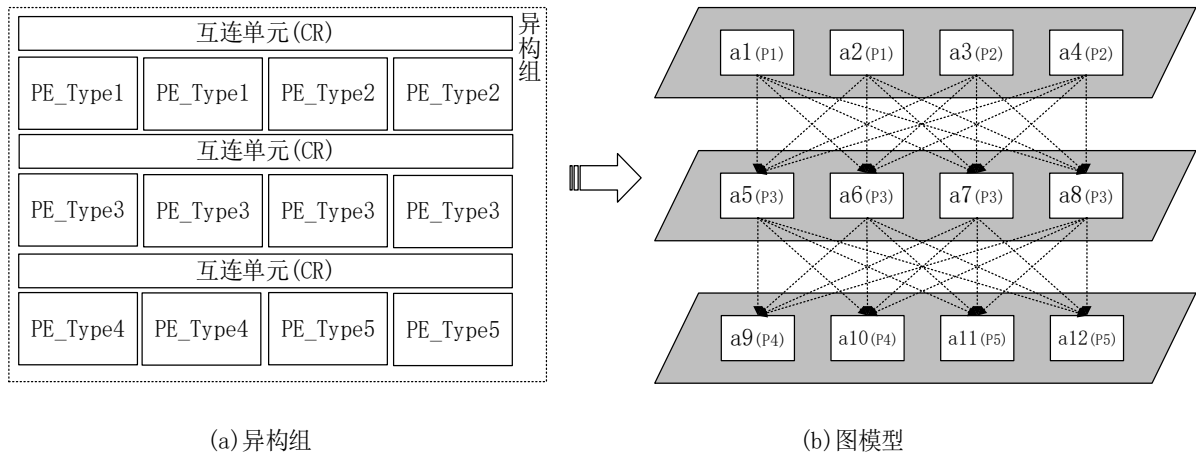 互连单元(CR)
异构组
PE_Type1 PE_Type1 PE_Type2 PE_Type2
互连单元(CR)
PE_Type3 PE_Type3 PE_Type3 PE_Type3
互连单元(CR)
PE_Type4 PE_Type4 PE_Type5 PE_Type5
(a)异构组
a1(P1) a2(P1) a3(P2) a4(P2)
a5(P3) a6(P3) a7(P3) a8(P3)
a9(P4) a10(P4) a11(P5) a12(P5)
(b)图模型